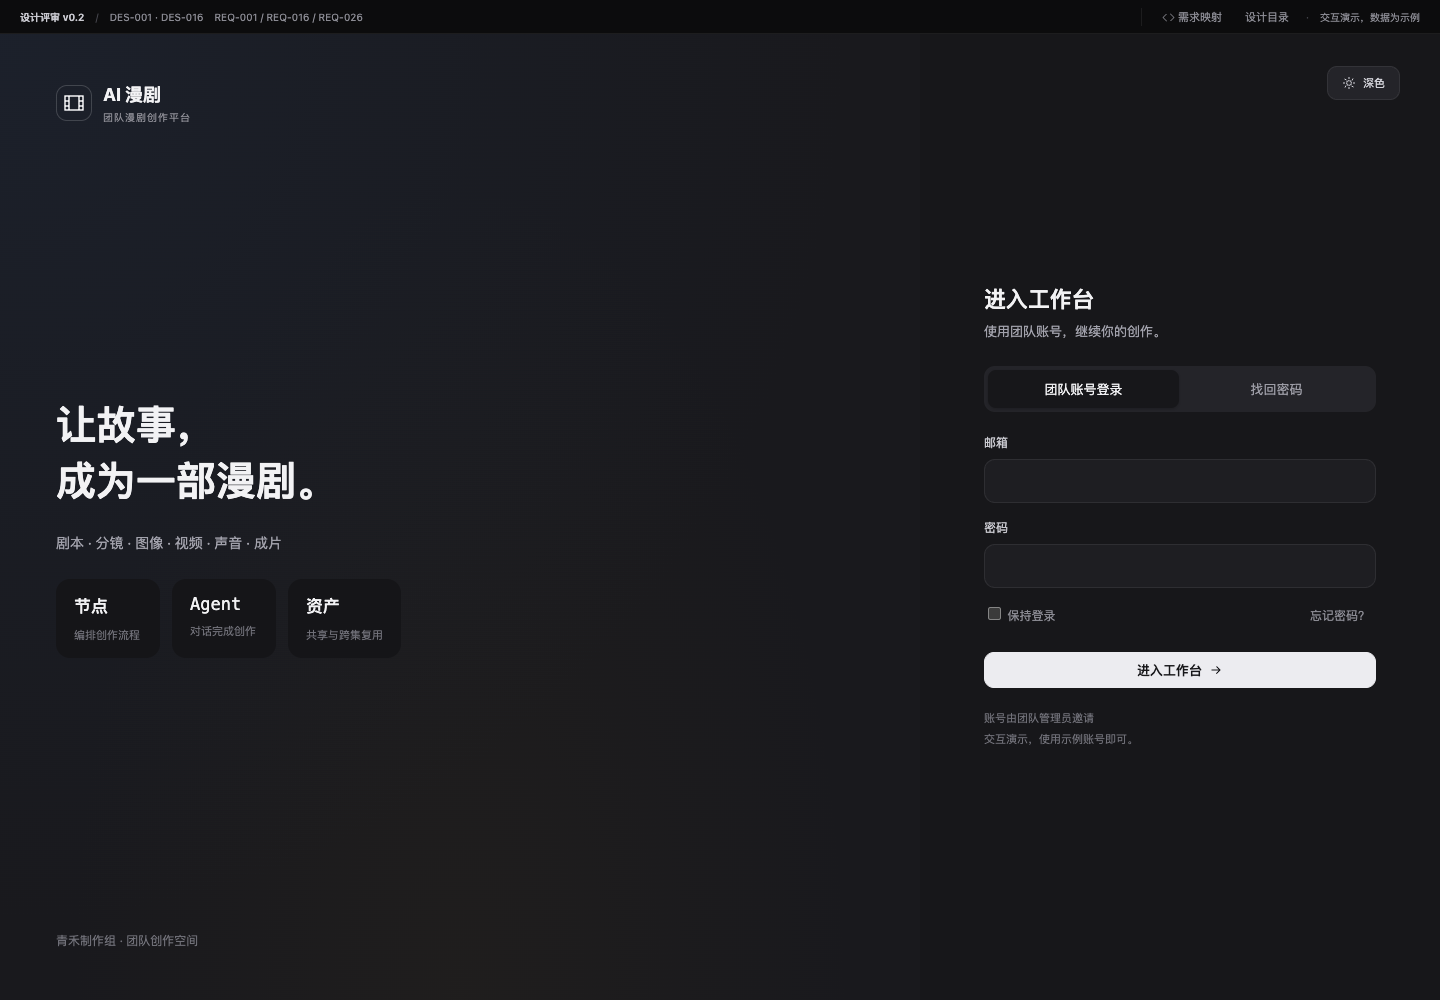 设计评审 v0.2 / DES-001 · DES-016 REQ-001 / REQ-016 / REQ-026
<> 需求映射 设计目录 · 交互演示，数据为示例
AI 漫剧
团队漫剧创作平台
深色
让故事，
成为一部漫剧。
剧本 · 分镜 · 图像 · 视频 · 声音 · 成片
节点
编排创作流程
Agent
对话完成创作
资产
共享与跨集复用
青禾制作组 · 团队创作空间
进入工作台
使用团队账号，继续你的创作。
团队账号登录 找回密码
邮箱
密码
保持登录 忘记密码?
进入工作台 →
账号由团队管理员邀请
交互演示，使用示例账号即可。